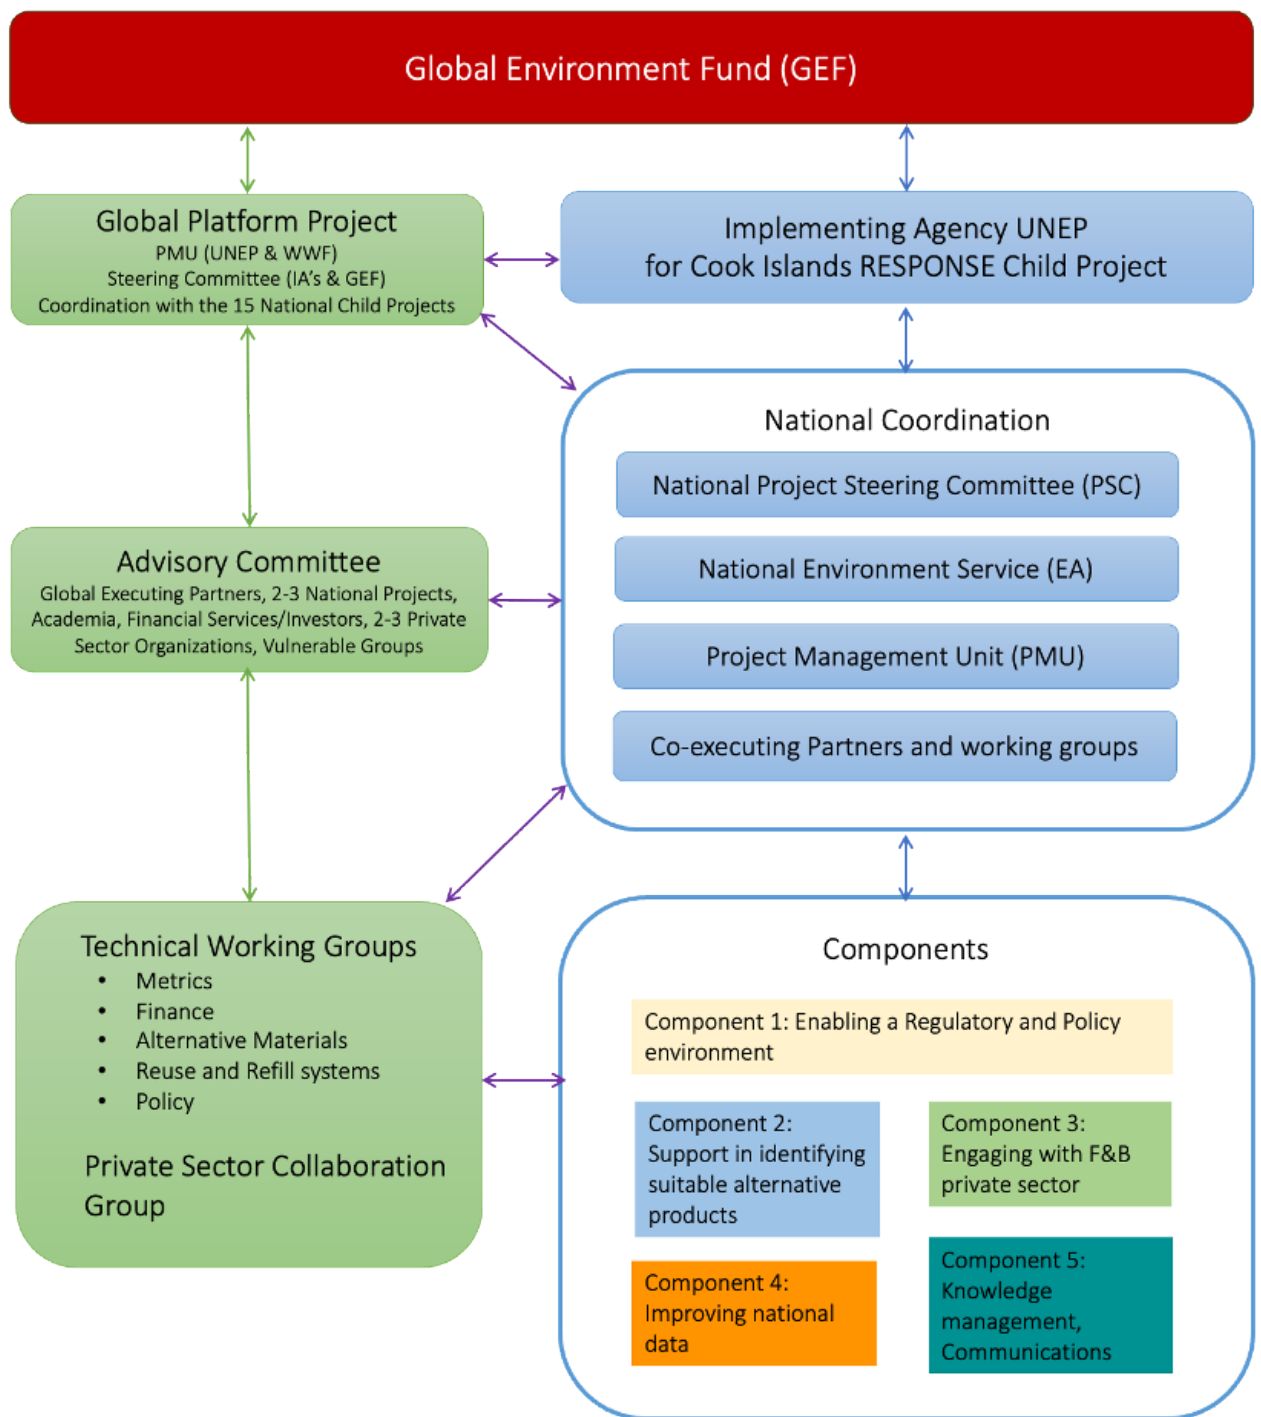 Global Environment Fund (GEF)
Global Platform Project
PMU (UNEP & WWF)
Steering Committee (IA’s & GEF)
Coordination with the 15 National Child Projects
Implementing Agency UNEP
for Cook Islands RESPONSE Child Project
National Coordination
National Project Steering Committee (PSC)
National Environment Service (EA)
Project Management Unit (PMU)
Co-executing Partners and working groups
Advisory Committee
Global Executing Partners, 2-3 National Projects,
Academia, Financial Services/Investors, 2-3 Private
Sector Organizations, Vulnerable Groups
Technical Working Groups
• Metrics
• Finance
• Alternative Materials
• Reuse and Refill systems
• Policy
Private Sector Collaboration
Group
Components
Component 1: Enabling a Regulatory and Policy
environment
Component 2:
Support in identifying
suitable alternative
products
Component 3:
Engaging with F&B
private sector
Component 4:
Improving national
data
Component 5:
Knowledge
management,
Communications